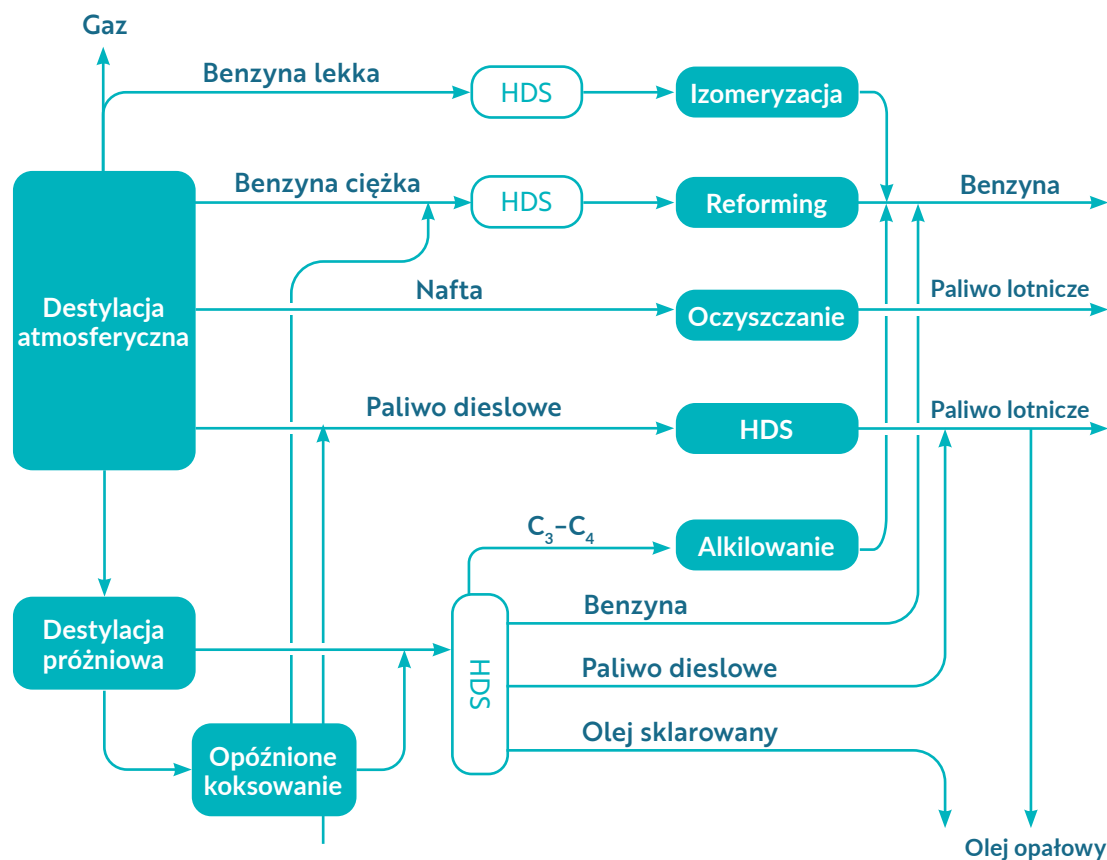 Gaz
Benzyna lekka
HDS
Izomeryzacja
Benzyna ciężka
HDS
Reforming
Benzyna
Destylacja
atmosferyczna
Nafta
Oczyszczanie
Paliwo lotnicze
Paliwo dieslowe
HDS
Paliwo lotnicze
C₃–C₄
Alkilowanie
Destylacja
próżniowa
HDS
Benzyna
Paliwo dieslowe
Olej sklarowany
Opóźnione
koksowanie
Olej opałowy